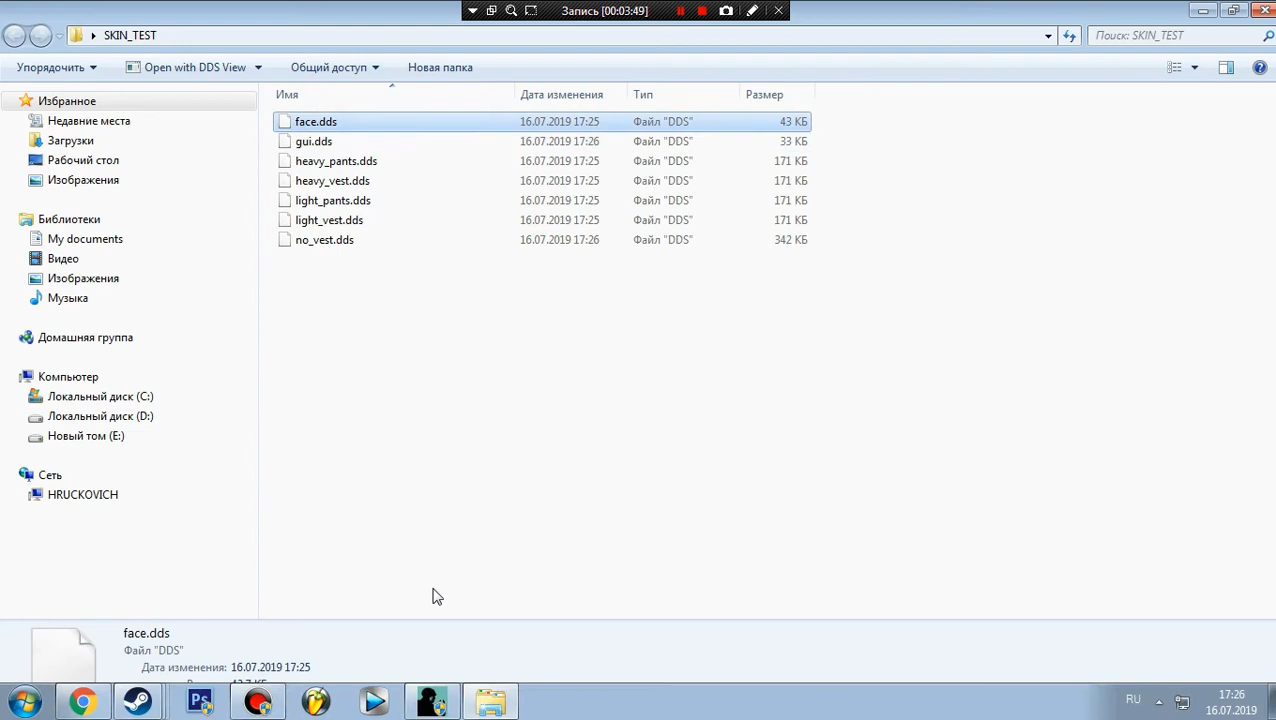 Запись [00:03:49]
SKIN_TEST
Поиск: SKIN_TEST
Упорядочить
Open with DDS View
Общий доступ
Новая папка
Имя
Дата изменения
Тип
Размер
Избранное
Недавние места
Загрузки
Рабочий стол
Изображения
Библиотеки
My documents
Видео
Изображения
Музыка
Домашняя группа
Компьютер
Локальный диск (C:)
Локальный диск (D:)
Новый том (E:)
Сеть
HRUCKOVICH
face.dds 16.07.2019 17:25 Файл "DDS" 43 КБ
gui.dds 16.07.2019 17:26 Файл "DDS" 33 КБ
heavy_pants.dds 16.07.2019 17:25 Файл "DDS" 171 КБ
heavy_vest.dds 16.07.2019 17:25 Файл "DDS" 171 КБ
light_pants.dds 16.07.2019 17:25 Файл "DDS" 171 КБ
light_vest.dds 16.07.2019 17:25 Файл "DDS" 171 КБ
no_vest.dds 16.07.2019 17:26 Файл "DDS" 342 КБ
face.dds
Файл "DDS"
Дата изменения: 16.07.2019 17:25
Ps
RU
17:26
16.07.2019